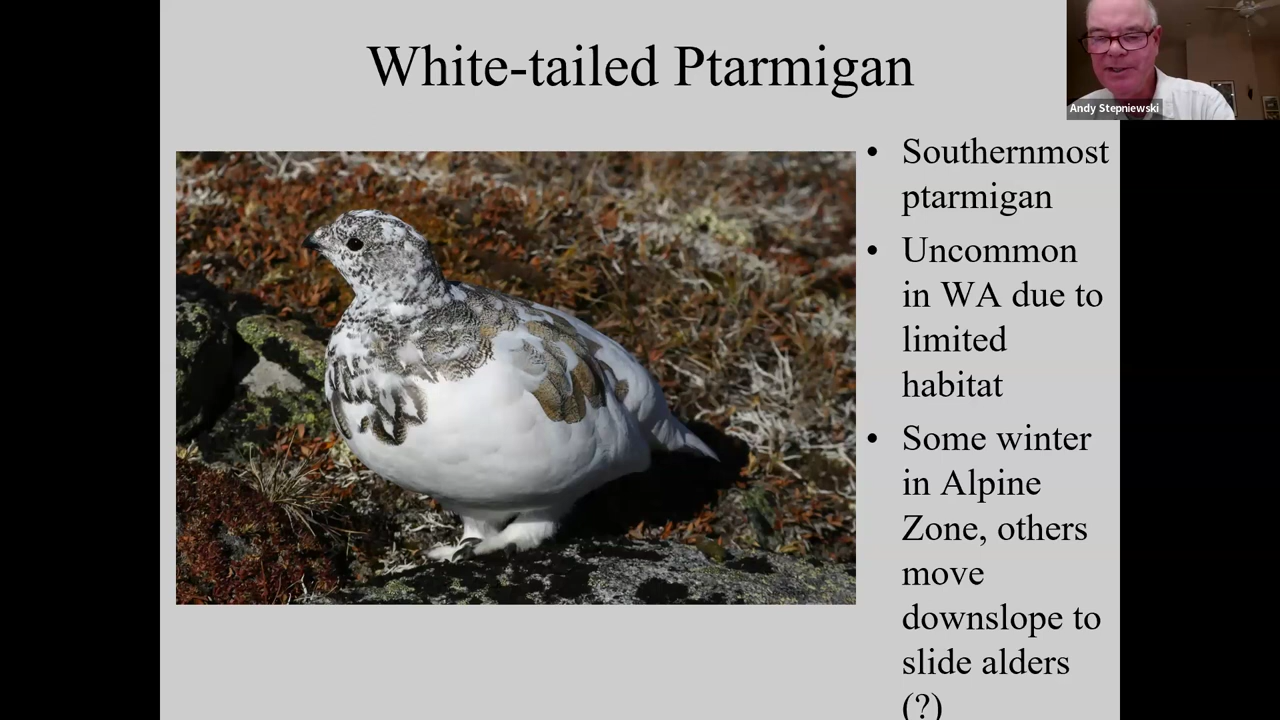 White-tailed Ptarmigan
Andy Stepniewski
• Southernmost
ptarmigan
• Uncommon
in WA due to
limited
habitat
• Some winter
in Alpine
Zone, others
move
downslope to
slide alders
(?)